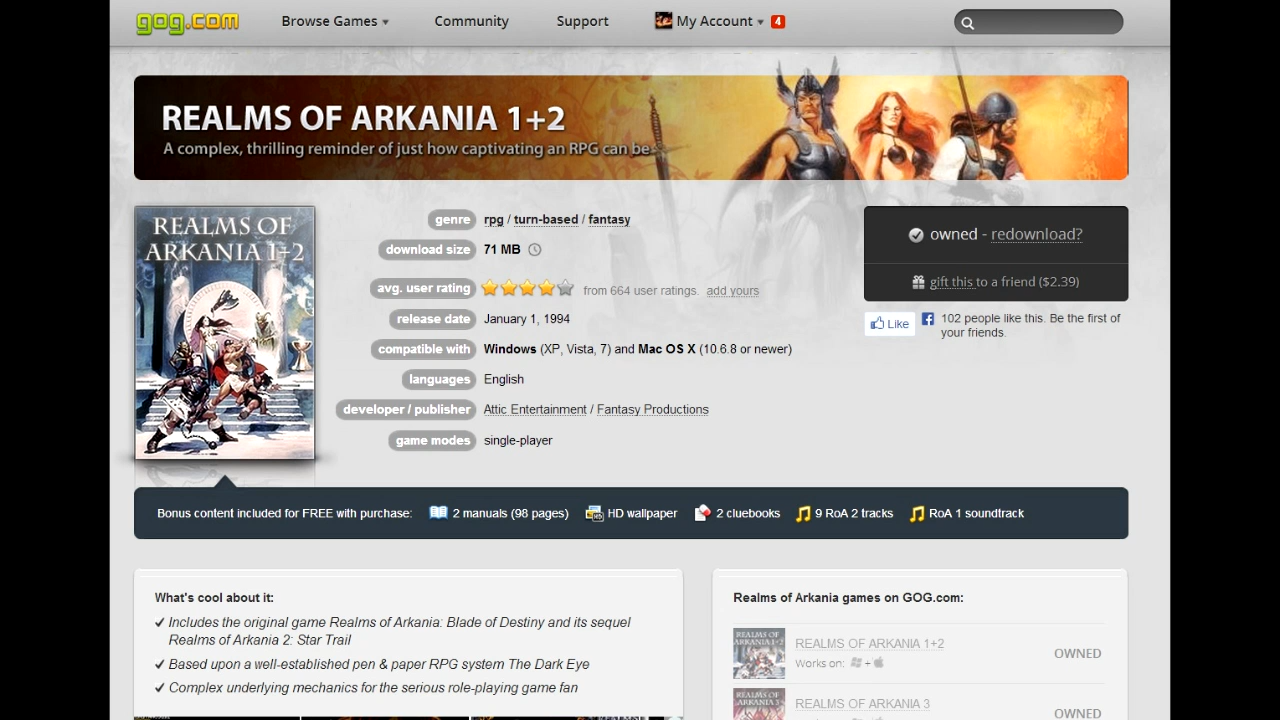 gog.com
Browse Games
Community
Support
My Account
4
REALMS OF ARKANIA 1+2
A complex, thrilling reminder of just how captivating an RPG can be
REALMS OF
ARKANIA 1+2
genre rpg / turn-based / fantasy
download size 71 MB
avg. user rating from 664 user ratings. add yours
release date January 1, 1994
compatible with Windows (XP, Vista, 7) and Mac OS X (10.6.8 or newer)
languages English
developer / publisher Attic Entertainment / Fantasy Productions
game modes single-player
owned - redownload?
gift this to a friend ($2.39)
Like
102 people like this. Be the first of
your friends.
Bonus content included for FREE with purchase: 2 manuals (98 pages) HD wallpaper 2 cluebooks 9 RoA 2 tracks RoA 1 soundtrack
What's cool about it:
Includes the original game Realms of Arkania: Blade of Destiny and its sequel
Realms of Arkania 2: Star Trail
Based upon a well-established pen & paper RPG system The Dark Eye
Complex underlying mechanics for the serious role-playing game fan
Realms of Arkania games on GOG.com:
REALMS OF
ARKANIA 1+2
REALMS OF ARKANIA 1+2
Works on: +
OWNED
REALMS OF
ARKANIA 3
REALMS OF ARKANIA 3
OWNED